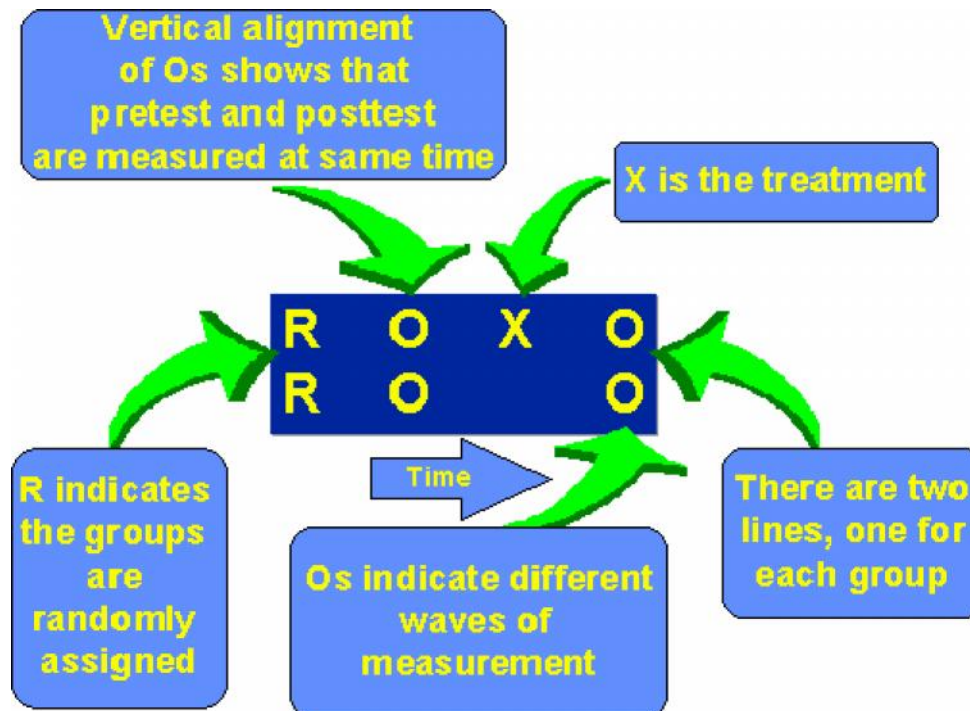 Vertical alignment
of Os shows that
pretest and posttest
are measured at same time
X is the treatment
R O X O
R O O
R indicates
the groups
are
randomly
assigned
Time
Os indicate different
waves of
measurement
There are two
lines, one for
each group